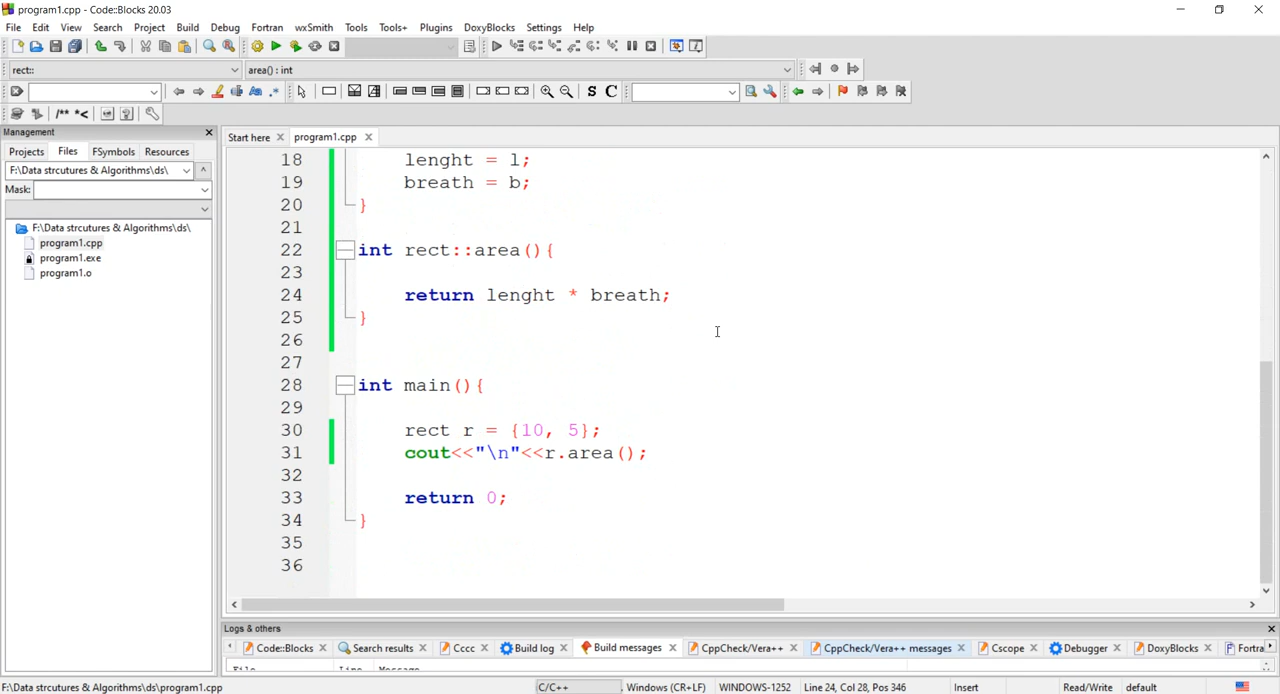 program1.cpp - Code::Blocks 20.03
File Edit View Search Project Build Debug Fortran wxSmith Tools Tools+ Plugins DoxyBlocks Settings Help
rect:: area() : int
S C
/** *<
Management
Start here program1.cpp
Projects Files FSymbols Resources
F:\Data strcutures & Algorithms\ds\ ^
Mask:
F:\Data strcutures & Algorithms\ds\
program1.cpp
program1.exe
program1.o
18 lenght = l;
19 breath = b;
20 }
21
22 int rect::area(){
23
24 return lenght * breath;
25 }
26
27
28 int main(){
29
30 rect r = {10, 5};
31 cout<<"\n"<<r.area();
32
33 return 0;
34 }
35
36
Logs & others
Code::Blocks Search results Cccc Build log Build messages CppCheck/Vera++ CppCheck/Vera++ messages Cscope Debugger DoxyBlocks Fortra
File Line Message
F:\Data strcutures & Algorithms\ds\program1.cpp C/C++ Windows (CR+LF) WINDOWS-1252 Line 24, Col 28, Pos 346 Insert Read/Write default